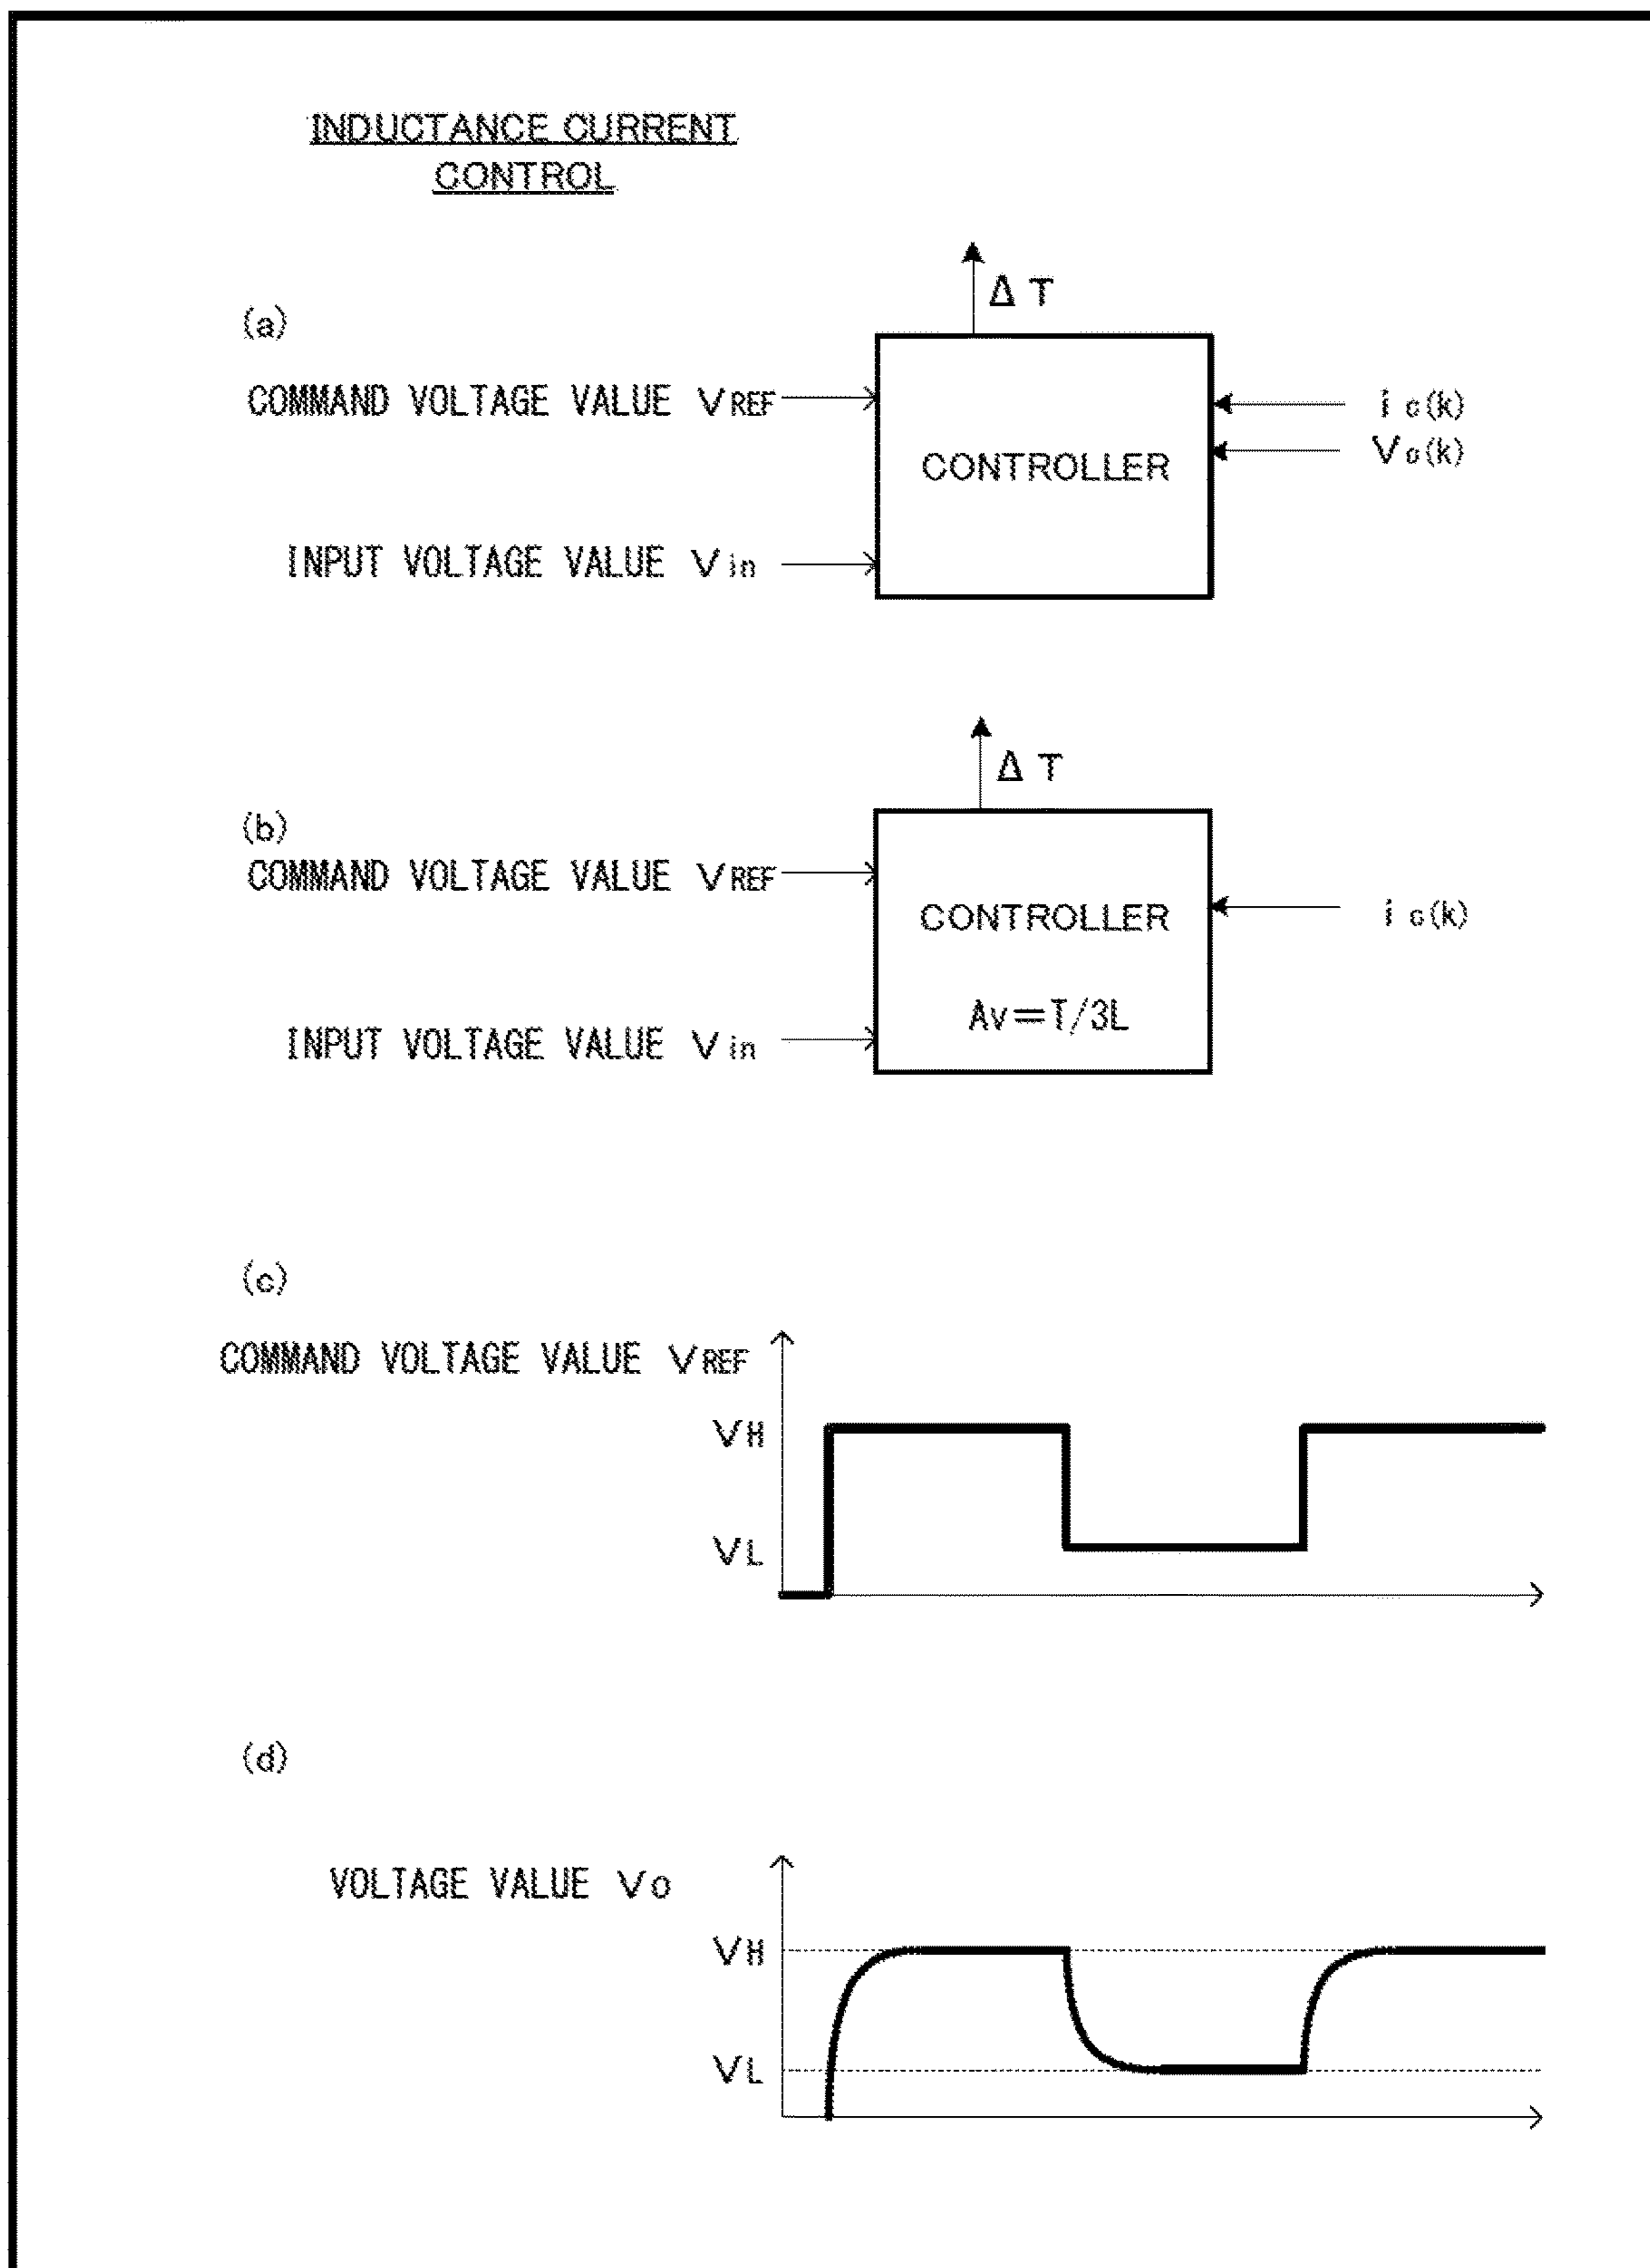 INDUCTANCE CURRENT
CONTROL
(a)
ΔT
COMMAND VOLTAGE VALUE VREF
ic(k)
Vo(k)
CONTROLLER
INPUT VOLTAGE VALUE Vin
(b)
ΔT
COMMAND VOLTAGE VALUE VREF
CONTROLLER
ic(k)
Av=T/3L
INPUT VOLTAGE VALUE Vin
(c)
COMMAND VOLTAGE VALUE VREF
VH
VL
(d)
VOLTAGE VALUE Vo
VH
VL